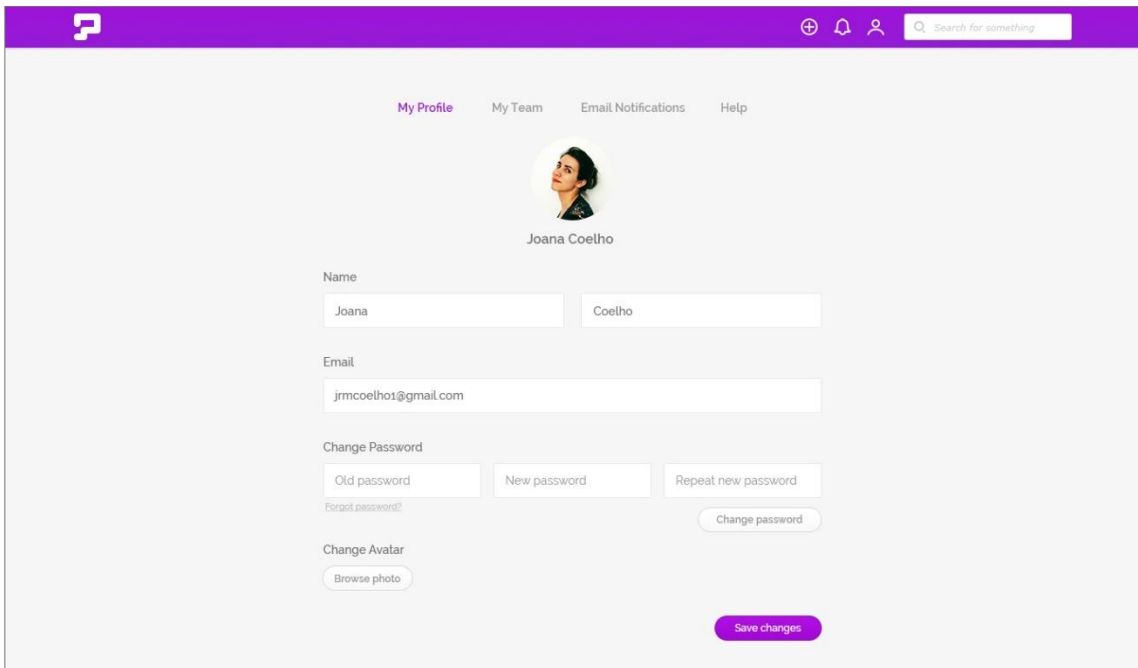 Search for something
My Profile My Team Email Notifications Help
Joana Coelho
Name
Joana Coelho
Email
jrmcoelho1@gmail.com
Change Password
Old password New password Repeat new password
Forgot password?
Change password
Change Avatar
Browse photo
Save changes